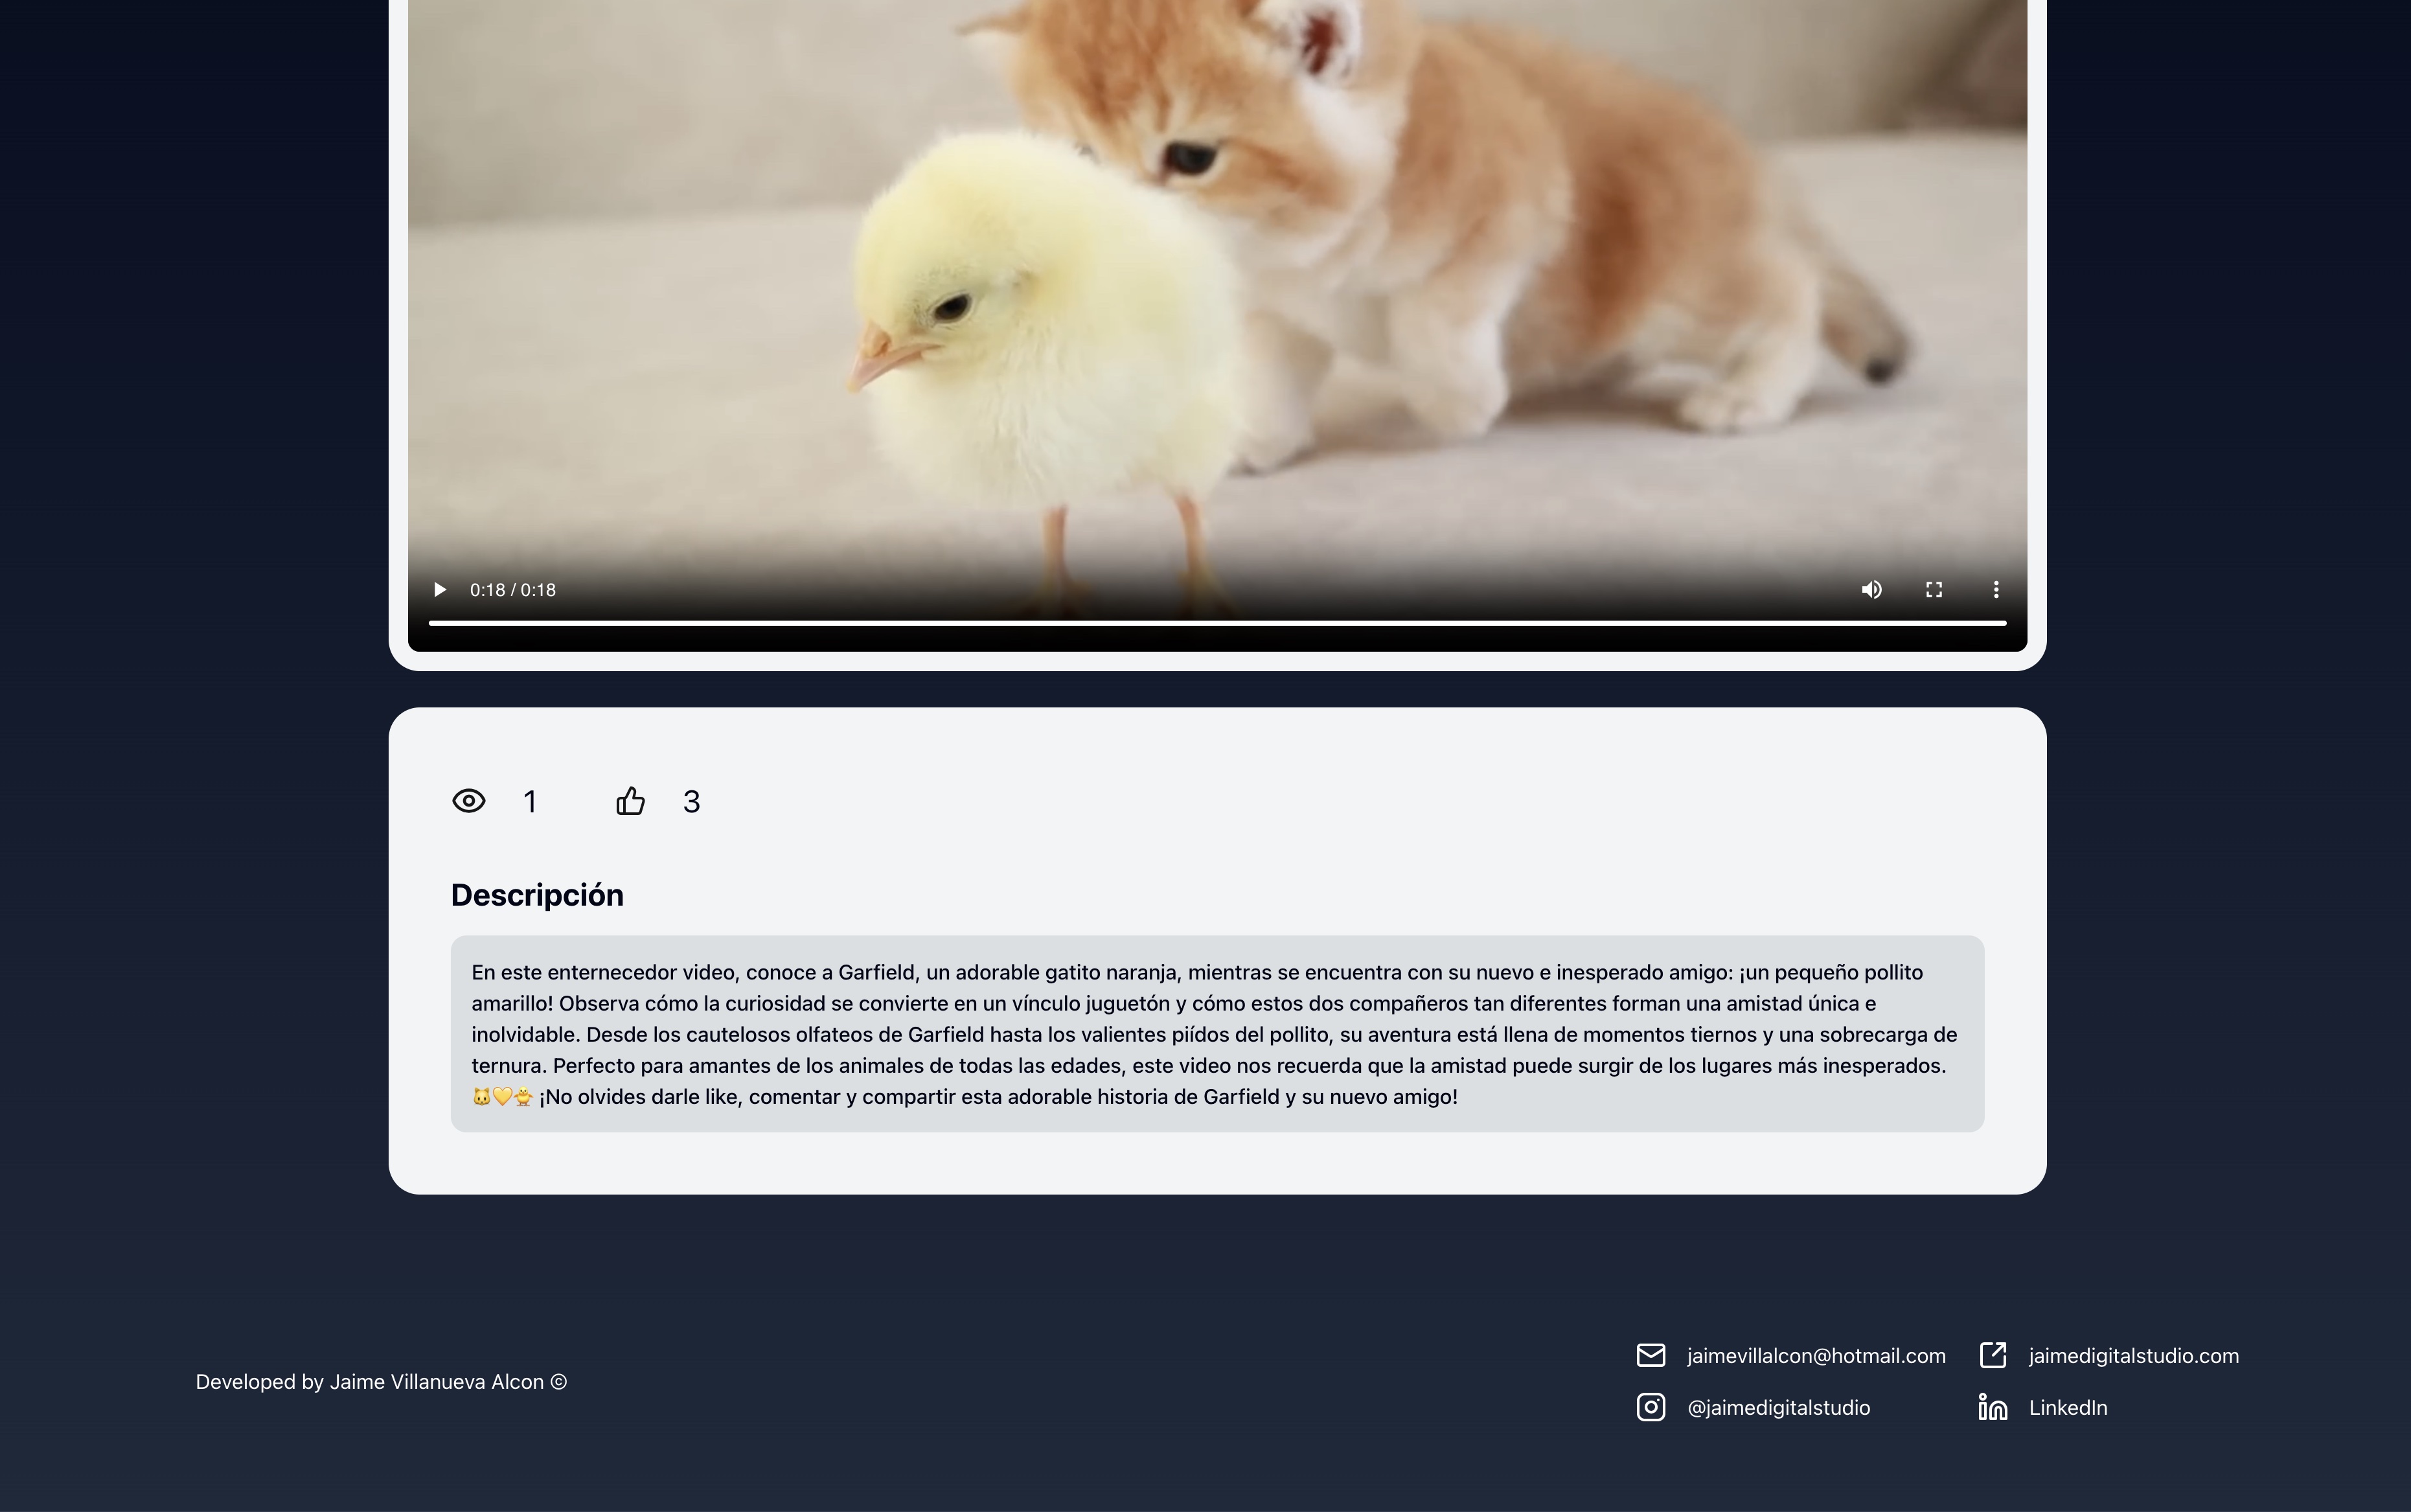 0:18 / 0:18
1 3
Descripción
En este enternecedor video, conoce a Garfield, un adorable gatito naranja, mientras se encuentra con su nuevo e inesperado amigo: ¡un pequeño pollito
amarillo! Observa cómo la curiosidad se convierte en un vínculo juguetón y cómo estos dos compañeros tan diferentes forman una amistad única e
inolvidable. Desde los cautelosos olfateos de Garfield hasta los valientes piídos del pollito, su aventura está llena de momentos tiernos y una sobrecarga de
ternura. Perfecto para amantes de los animales de todas las edades, este video nos recuerda que la amistad puede surgir de los lugares más inesperados.
🐱💛🐥 ¡No olvides darle like, comentar y compartir esta adorable historia de Garfield y su nuevo amigo!
Developed by Jaime Villanueva Alcon ©
jaimevillalcon@hotmail.com jaimedigitalstudio.com
@jaimedigitalstudio LinkedIn